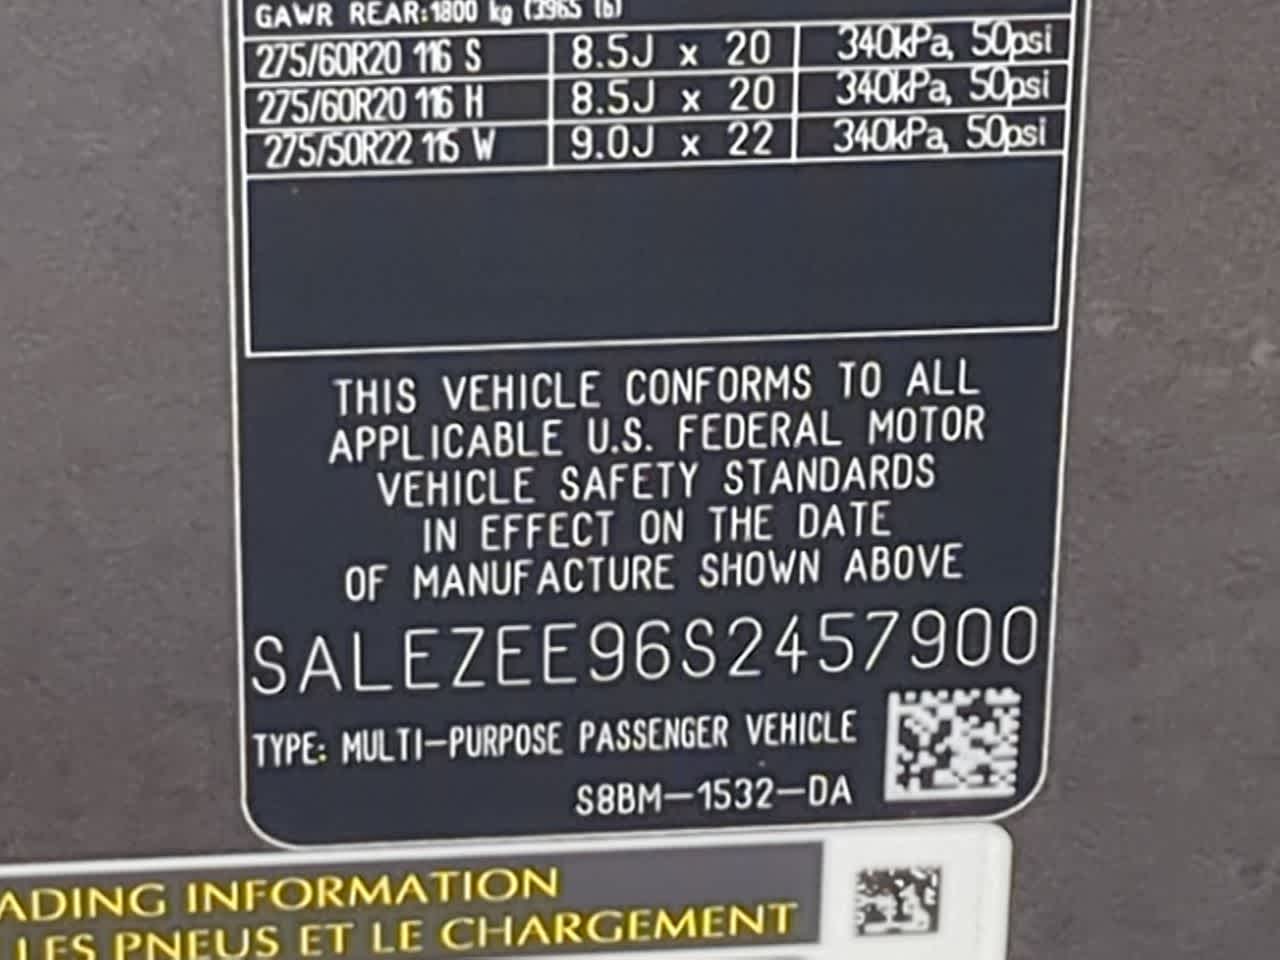 GAWR REAR:1800 kg (3965 lb)
275/60R20 116 S 8.5J x 20 340kPa, 50psi
275/60R20 116 H 8.5J x 20 340kPa, 50psi
275/50R22 115 W 9.0J x 22 340kPa, 50psi
THIS VEHICLE CONFORMS TO ALL
APPLICABLE U.S. FEDERAL MOTOR
VEHICLE SAFETY STANDARDS
IN EFFECT ON THE DATE
OF MANUFACTURE SHOWN ABOVE
SALEZEE96S2457900
TYPE: MULTI-PURPOSE PASSENGER VEHICLE
S8BM-1532-DA
ADING INFORMATION
LES PNEUS ET LE CHARGEMENT